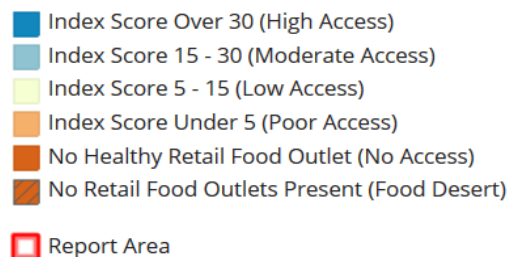 Index Score Over 30 (High Access)
Index Score 15 - 30 (Moderate Access)
Index Score 5 - 15 (Low Access)
Index Score Under 5 (Poor Access)
No Healthy Retail Food Outlet (No Access)
No Retail Food Outlets Present (Food Desert)
Report Area